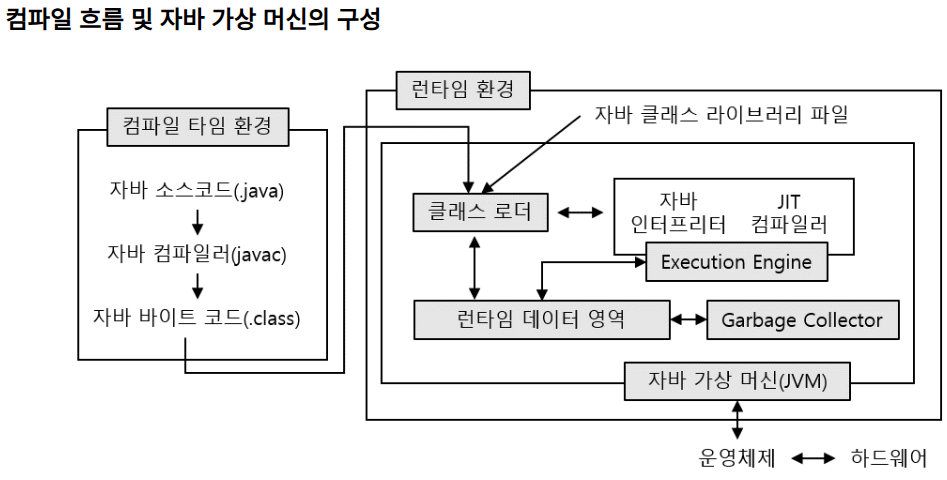 컴파일 흐름 및 자바 가상 머신의 구성
런타임 환경
컴파일 타임 환경
자바 클래스 라이브러리 파일
자바 소스코드(.java)
자바 컴파일러(javac)
자바 바이트 코드(.class)
클래스 로더
자바
인터프리터
JIT
컴파일러
Execution Engine
런타임 데이터 영역
Garbage Collector
자바 가상 머신(JVM)
운영체제
하드웨어